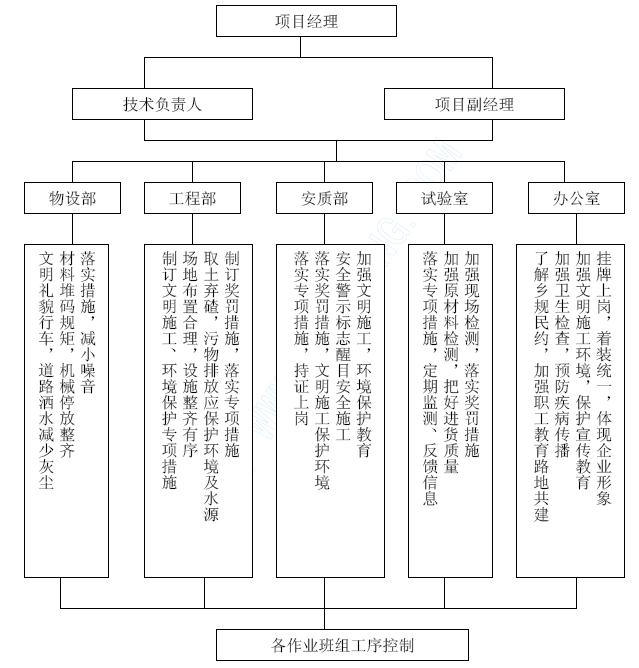 项目经理
技术负责人
项目副经理
物设部
工程部
安质部
试验室
办公室
落实措施，减小噪音
材料堆码规矩，机械停放整齐
文明礼貌行车，道路洒水减少灰尘
制订奖罚措施，落实专项措施
取土弃碴，污物排放应保护环境及水源
场地布置合理，设施整齐有序
制订文明施工、环境保护专项措施
加强文明施工，环境保护教育
安全警示标志醒目安全施工
落实奖罚措施，文明施工保护环境
落实专项措施，持证上岗
加强现场检测，落实奖罚措施
加强原材料检测，把好进货质量
落实专项措施，定期监测、反馈信息
挂牌上岗，着装统一，体现企业形象
加强文明施工环境，保护宣传教育
加强卫生检查，预防疾病传播
了解乡规民约，加强职工教育路地共建
各作业班组工序控制